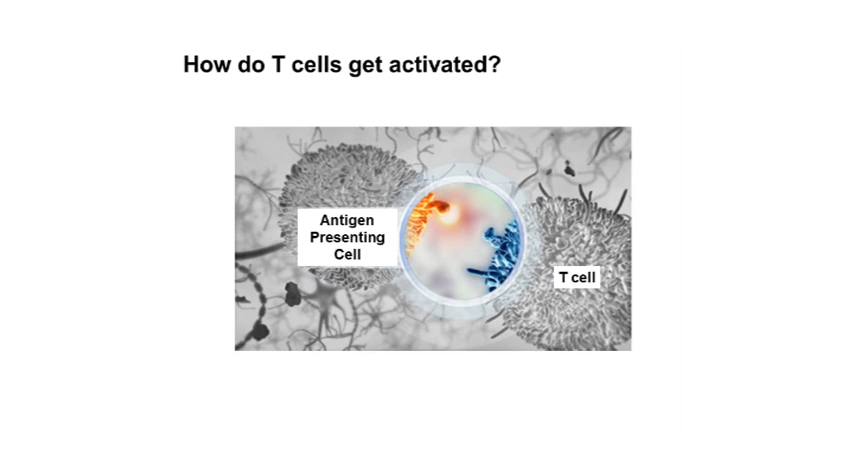 How do T cells get activated?
Antigen
Presenting
Cell
T cell